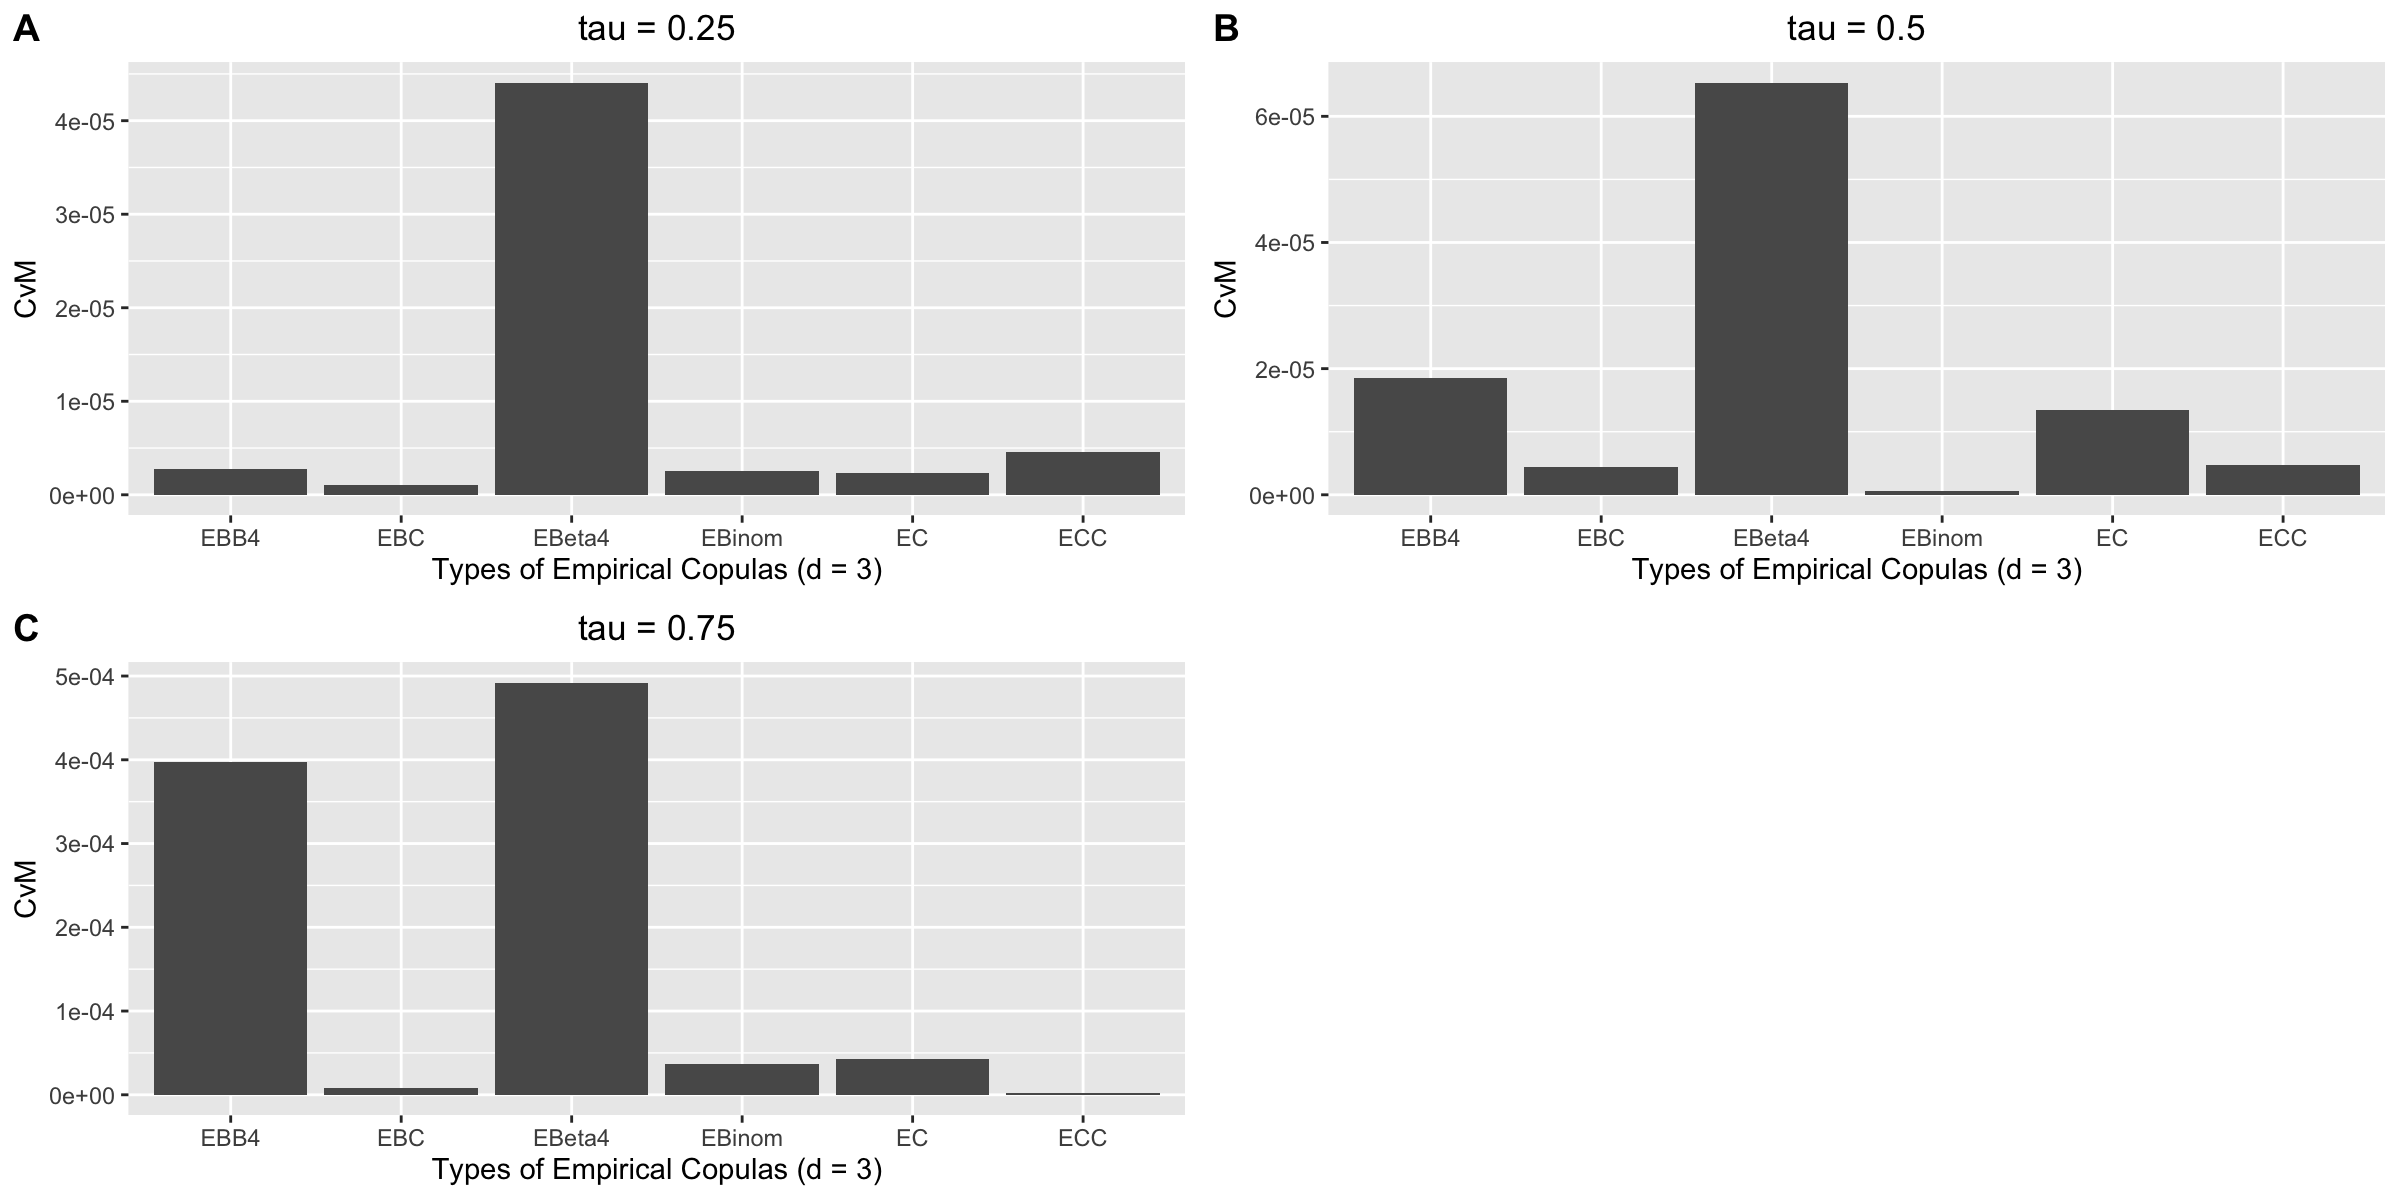 A
tau = 0.25
CvM
4e-05
3e-05
2e-05
1e-05
0e+00
EBB4 EBC EBeta4 EBinom EC ECC
Types of Empirical Copulas (d = 3)
B
tau = 0.5
CvM
6e-05
4e-05
2e-05
0e+00
EBB4 EBC EBeta4 EBinom EC ECC
Types of Empirical Copulas (d = 3)
C
tau = 0.75
CvM
5e-04
4e-04
3e-04
2e-04
1e-04
0e+00
EBB4 EBC EBeta4 EBinom EC ECC
Types of Empirical Copulas (d = 3)